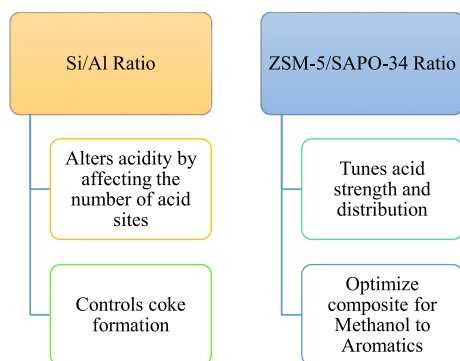 Si/Al Ratio
Alters acidity by
affecting the
number of acid
sites
Controls coke
formation
ZSM-5/SAPO-34 Ratio
Tunes acid
strength and
distribution
Optimize
composite for
Methanol to
Aromatics